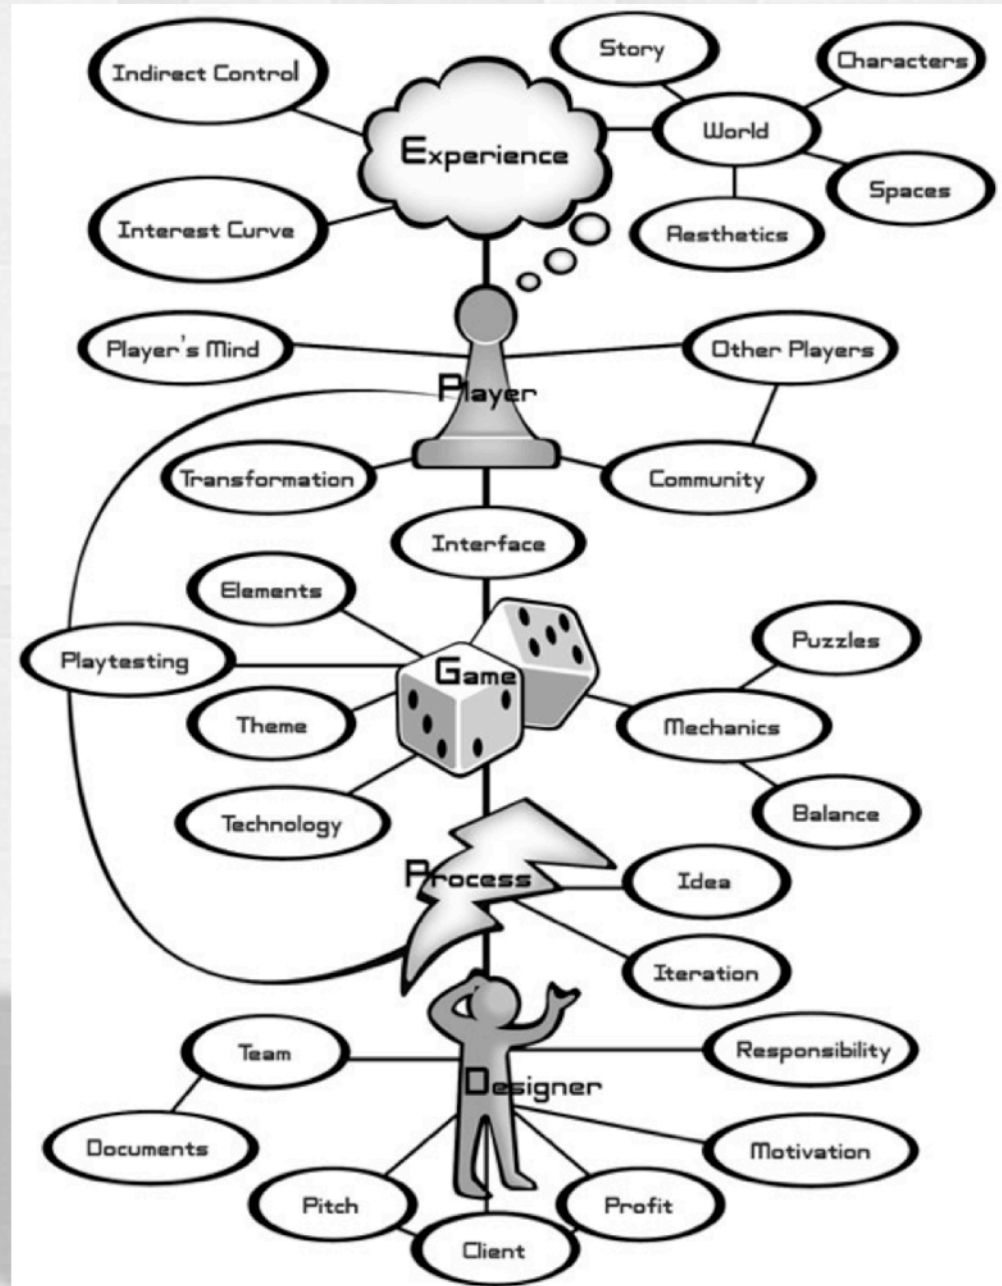 Story
Characters
Indirect Control
Experience
World
Spaces
Interest Curve
Aesthetics
Player's Mind
Other Players
Player
Transformation
Community
Interface
Elements
Puzzles
Playtesting
Game
Theme
Mechanics
Technology
Balance
Process
Idea
Iteration
Team
Responsibility
Designer
Documents
Motivation
Pitch
Profit
Client